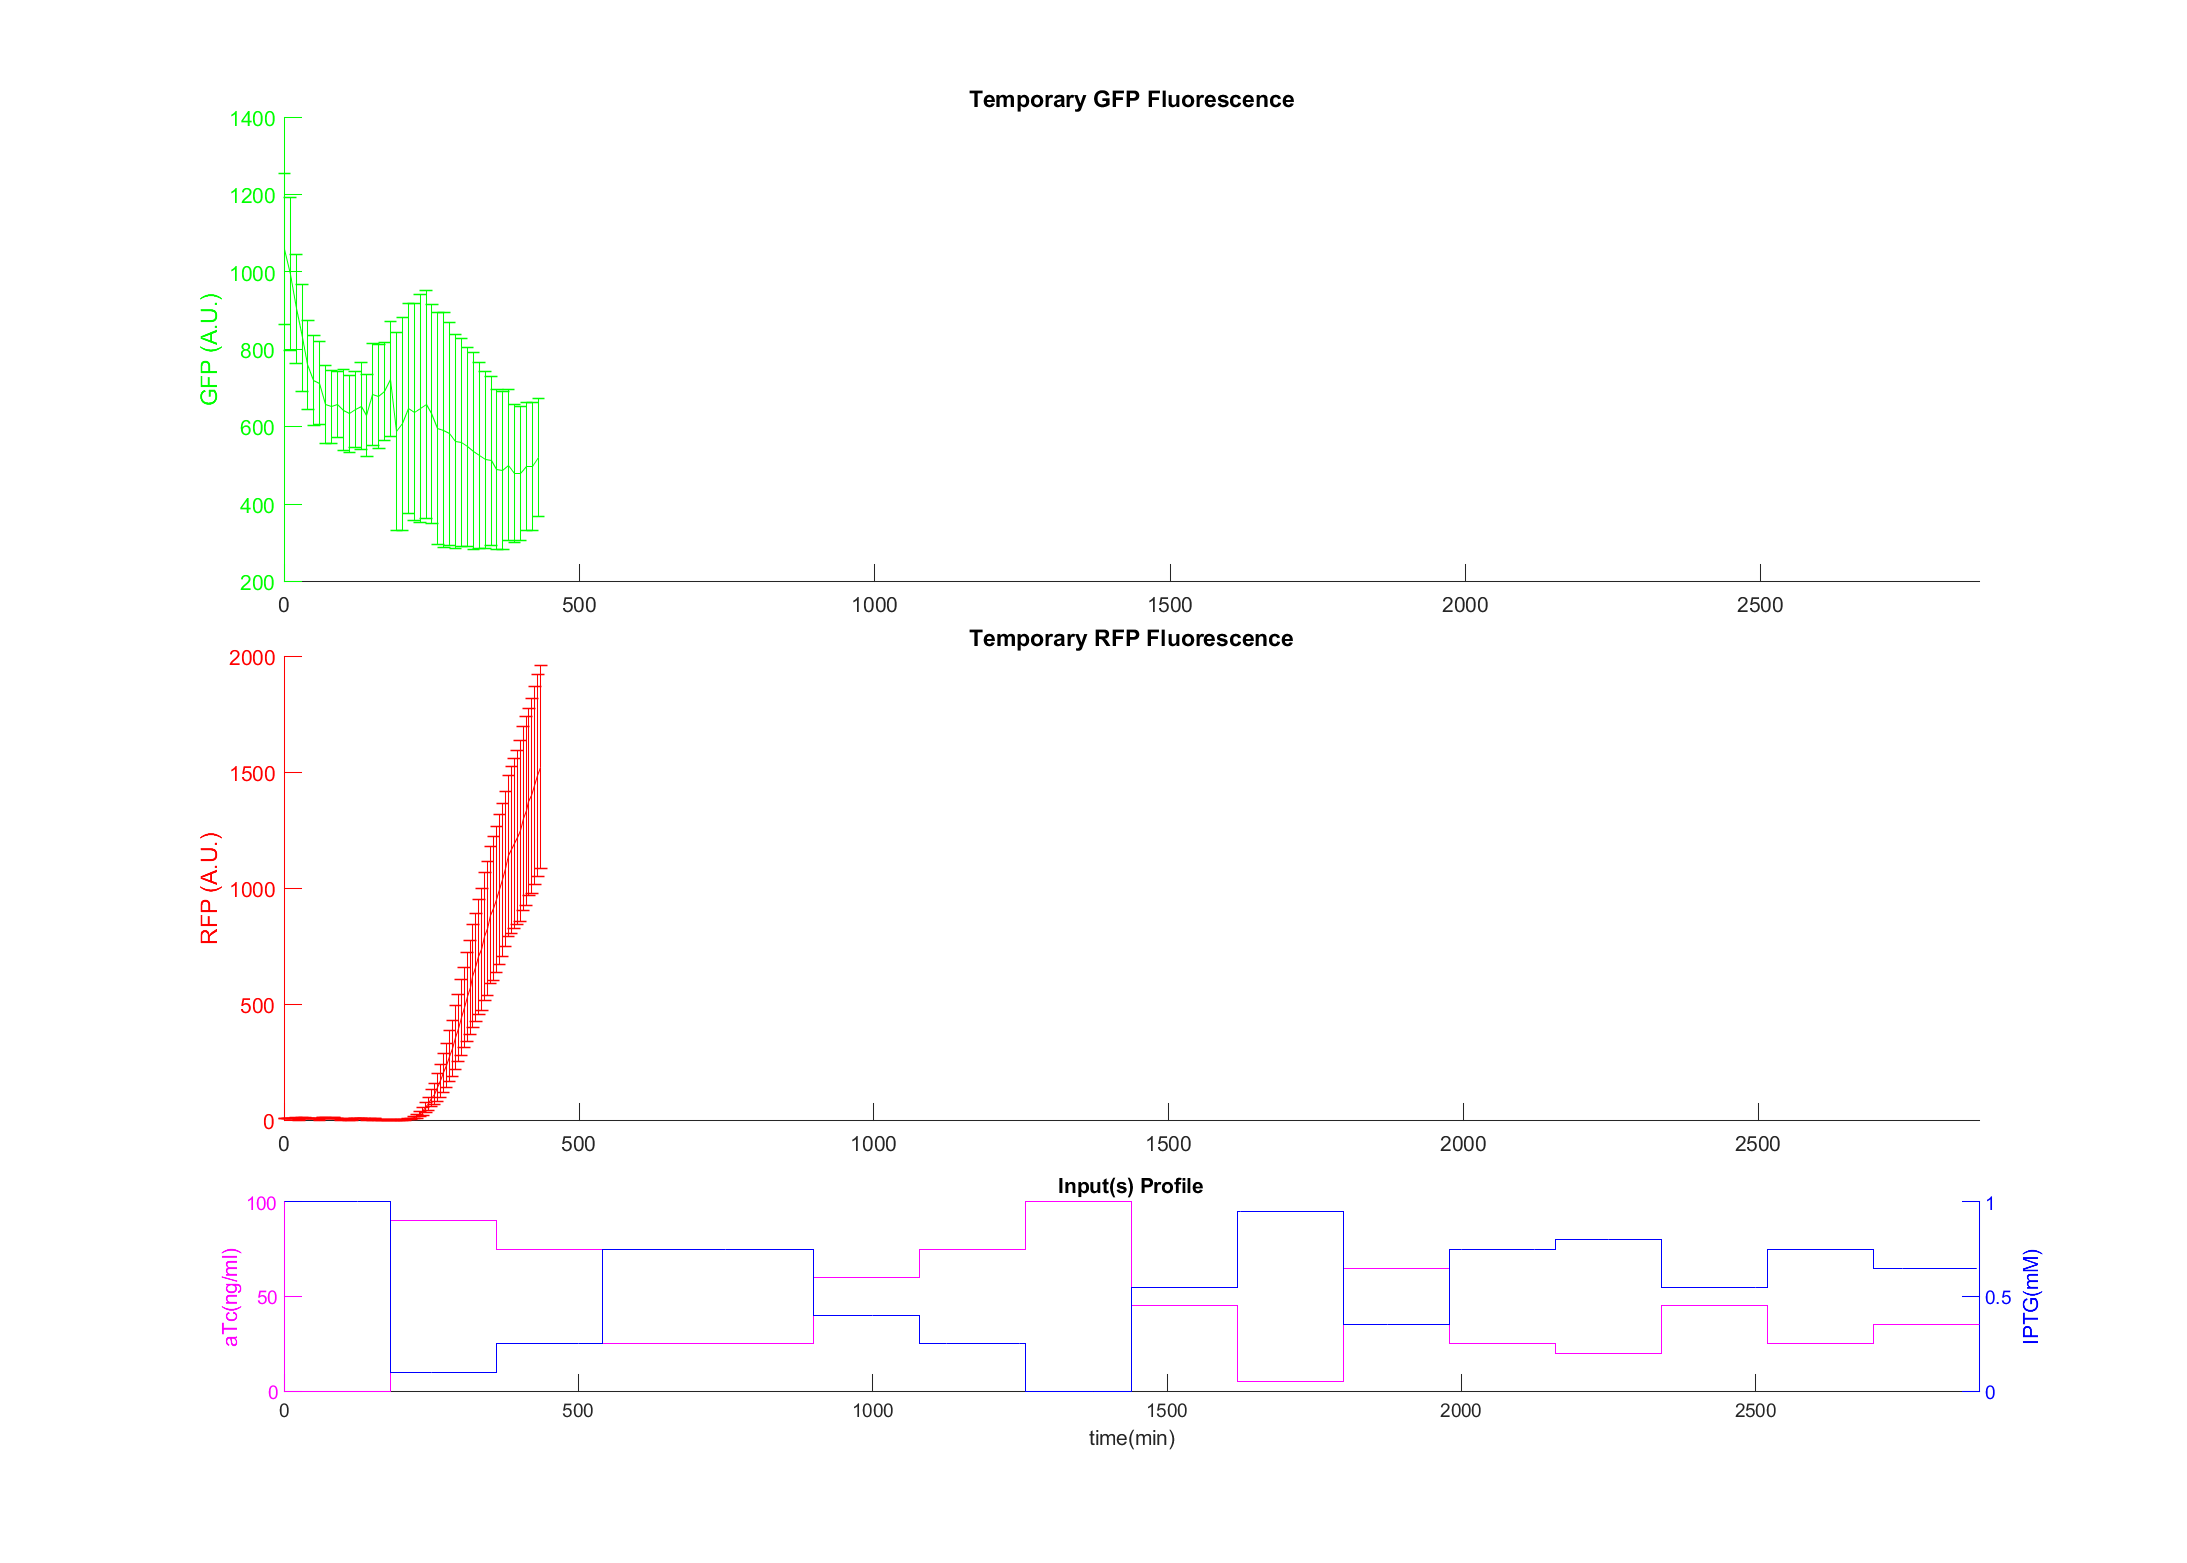 Temporary GFP Fluorescence
1400
1200
1000
800
600
400
200
GFP (A.U.)
0 500 1000 1500 2000 2500
Temporary RFP Fluorescence
2000
1500
1000
500
0
RFP (A.U.)
0 500 1000 1500 2000 2500
Input(s) Profile
100
50
0
aTc(ng/ml)
1
0.5
0
IPTG(mM)
0 500 1000 1500 2000 2500
time(min)